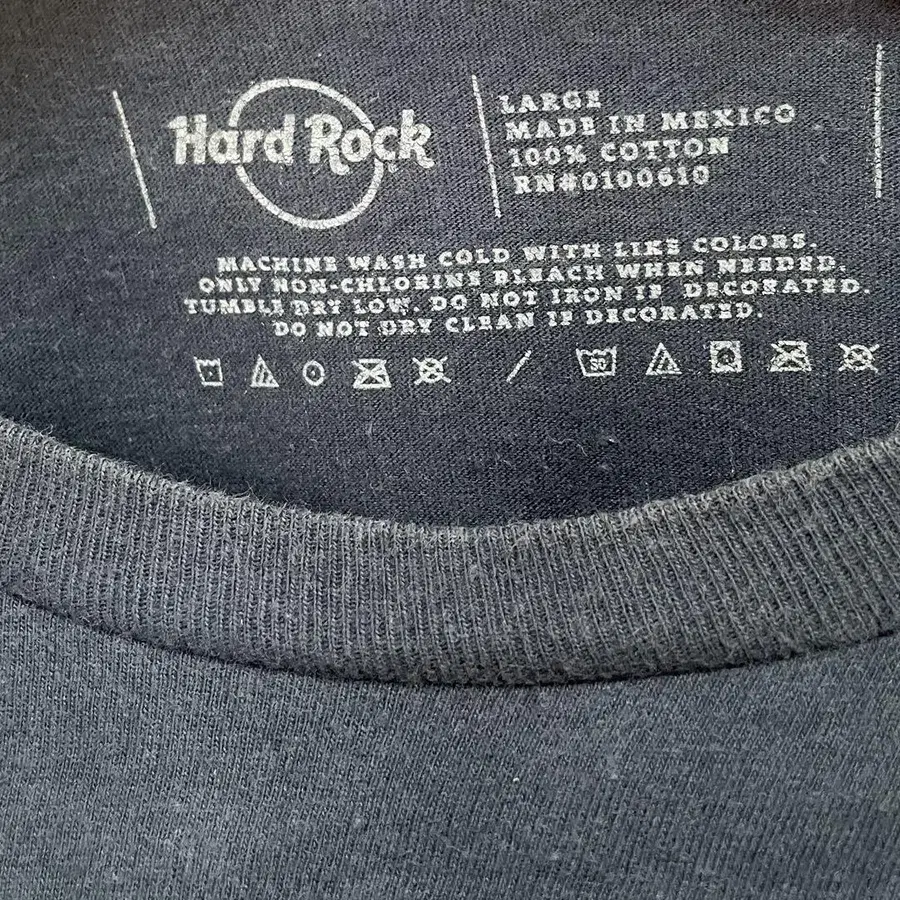 Hard Rock
LARGE
MADE IN MEXICO
100% COTTON
RN#0100610
MACHINE WASH COLD WITH LIKE COLORS.
ONLY NON-CHLORINE BLEACH WHEN NEEDED.
TUMBLE DRY LOW. DO NOT IRON IF DECORATED.
DO NOT DRY CLEAN IF DECORATED.
30